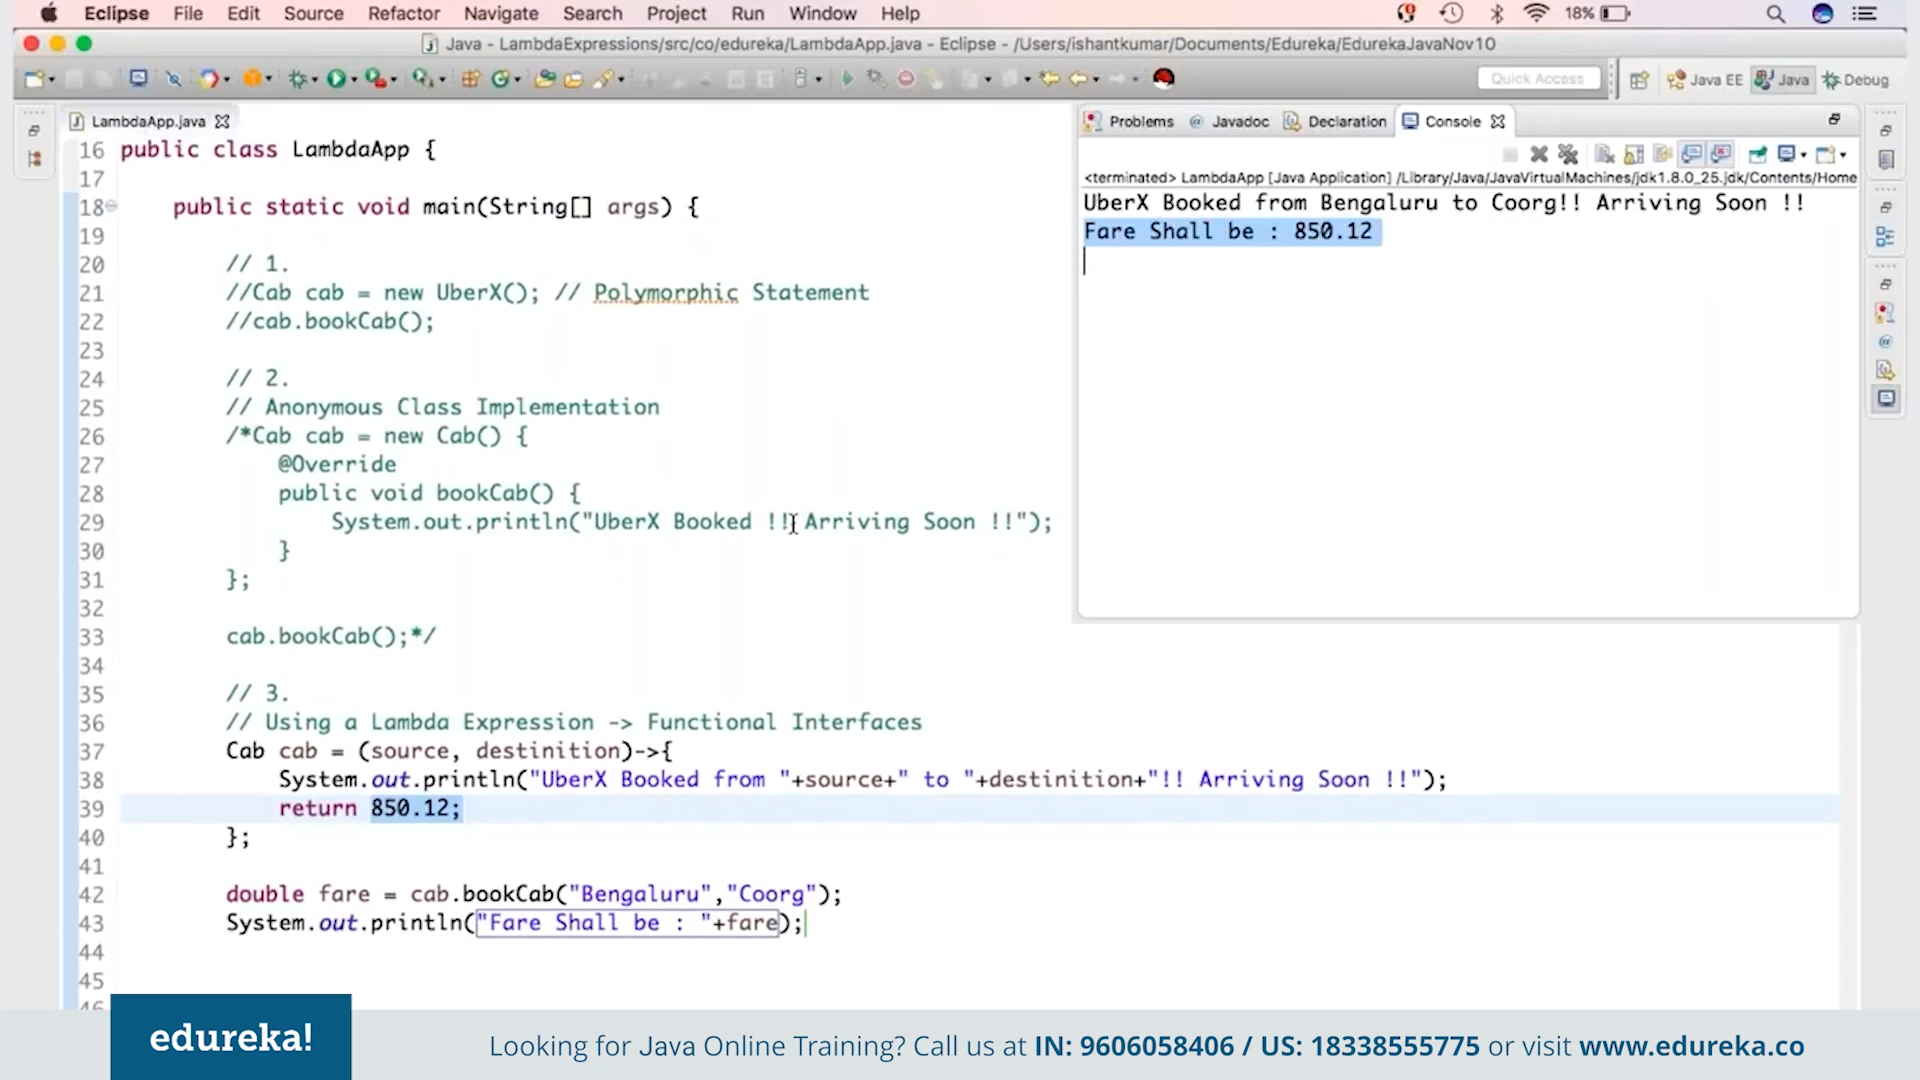 Eclipse File Edit Source Refactor Navigate Search Project Run Window Help 18%
Java - LambdaExpressions/src/co/edureka/LambdaApp.java - Eclipse - /Users/ishantkumar/Documents/Edureka/EdurekaJavaNov10
Quick Access Java EE Java Debug
LambdaApp.java
16 public class LambdaApp {
17
18 public static void main(String[] args) {
19
20 // 1.
21 //Cab cab = new UberX(); // Polymorphic Statement
22 //cab.bookCab();
23
24 // 2.
25 // Anonymous Class Implementation
26 /*Cab cab = new Cab() {
27 @Override
28 public void bookCab() {
29 System.out.println("UberX Booked !! Arriving Soon !!");
30 }
31 };
32
33 cab.bookCab();*/
34
35 // 3.
36 // Using a Lambda Expression -> Functional Interfaces
37 Cab cab = (source, destinition)->{
38 System.out.println("UberX Booked from "+source+" to "+destinition+"!! Arriving Soon !!");
39 return 850.12;
40 };
41
42 double fare = cab.bookCab("Bengaluru","Coorg");
43 System.out.println("Fare Shall be : "+fare);
44
45
46
Problems Javadoc Declaration Console
<terminated> LambdaApp [Java Application] /Library/Java/JavaVirtualMachines/jdk1.8.0_25.jdk/Contents/Home
UberX Booked from Bengaluru to Coorg!! Arriving Soon !!
Fare Shall be : 850.12
edureka!
Looking for Java Online Training? Call us at IN: 9606058406 / US: 18338555775 or visit www.edureka.co